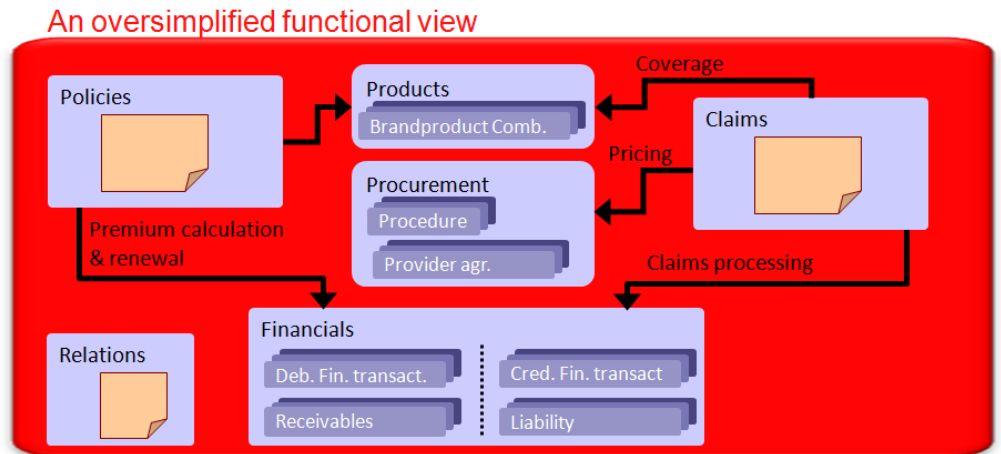 An oversimplified functional view
Policies
Products
Brandproduct Comb.
Coverage
Claims
Pricing
Procurement
Procedure
Provider agr.
Premium calculation
& renewal
Claims processing
Financials
Deb. Fin. transact.
Cred. Fin. transact
Receivables
Liability
Relations